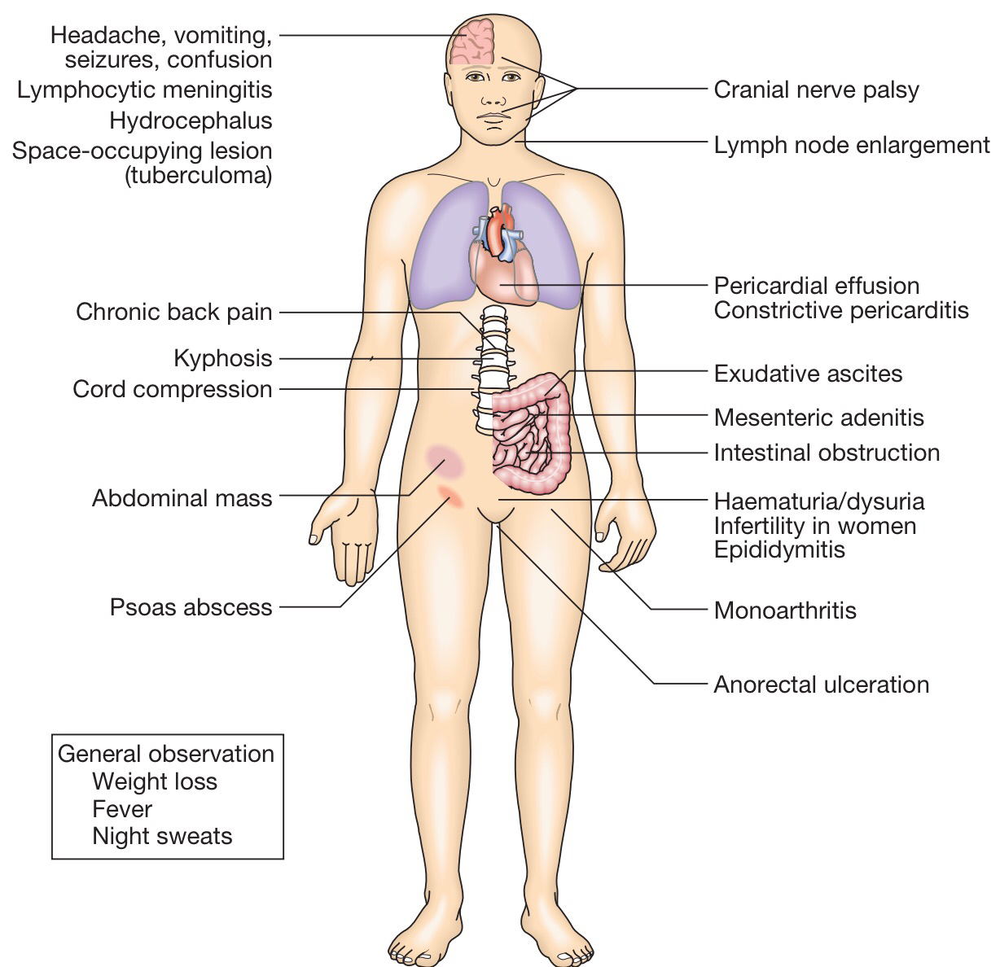 Headache, vomiting,
seizures, confusion
Lymphocytic meningitis
Hydrocephalus
Space-occupying lesion
(tuberculoma)
Chronic back pain
Kyphosis
Cord compression
Abdominal mass
Psoas abscess
General observation
Weight loss
Fever
Night sweats
Cranial nerve palsy
Lymph node enlargement
Pericardial effusion
Constrictive pericarditis
Exudative ascites
Mesenteric adenitis
Intestinal obstruction
Haematuria/dysuria
Infertility in women
Epididymitis
Monoarthritis
Anorectal ulceration